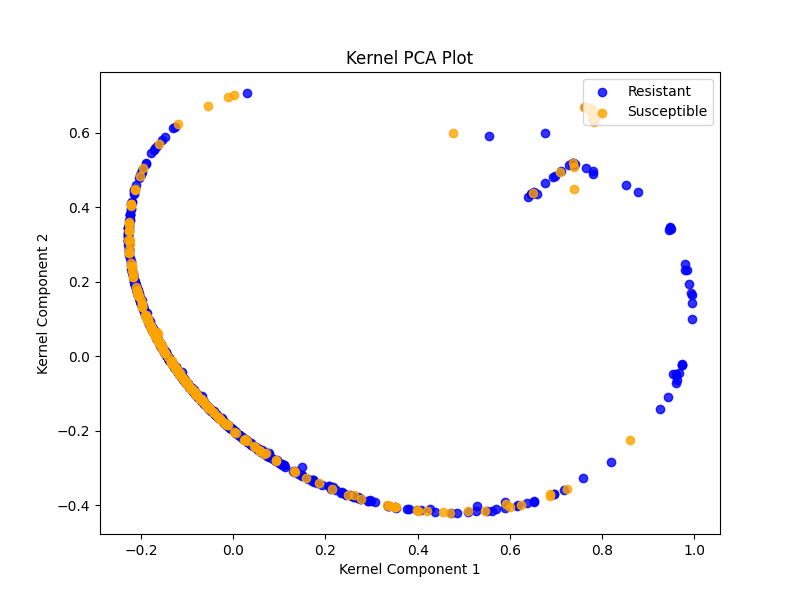 Kernel PCA Plot
Resistant
Susceptible
0.6
0.4
0.2
0.0
−0.2
−0.4
Kernel Component 2
−0.2
0.0
0.2
0.4
0.6
0.8
1.0
Kernel Component 1